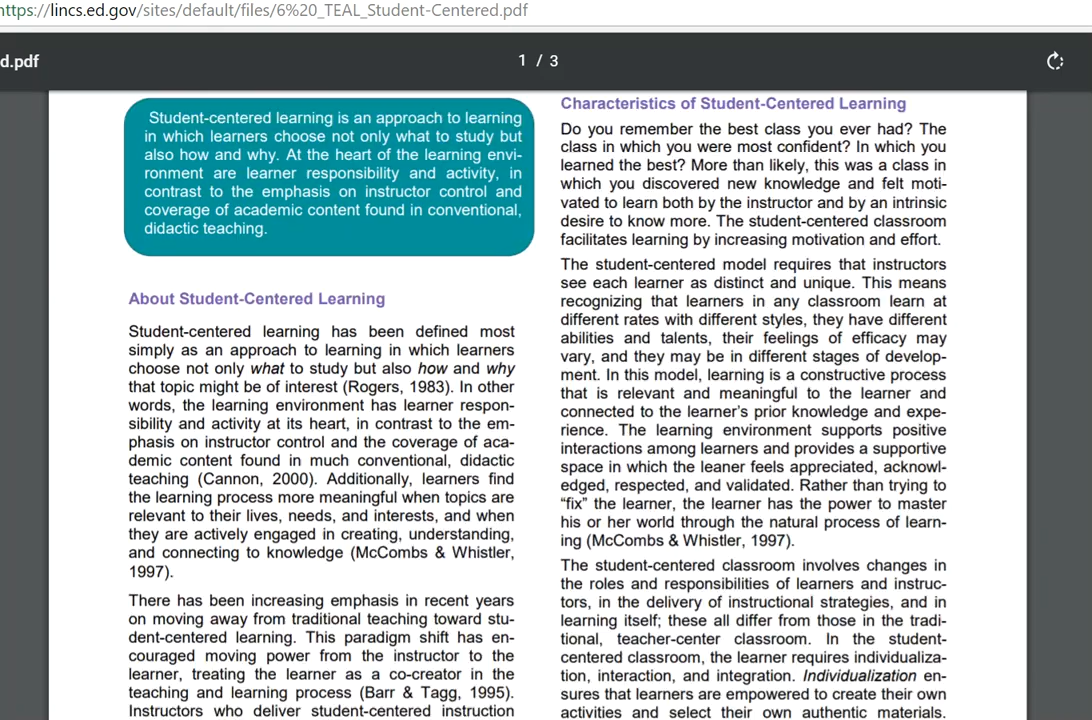 https://lincs.ed.gov/sites/default/files/6%20_TEAL_Student-Centered.pdf
d.pdf
1 / 3
Student-centered learning is an approach to learning
in which learners choose not only what to study but
also how and why. At the heart of the learning envi-
ronment are learner responsibility and activity, in
contrast to the emphasis on instructor control and
coverage of academic content found in conventional,
didactic teaching.
About Student-Centered Learning
Student-centered learning has been defined most
simply as an approach to learning in which learners
choose not only what to study but also how and why
that topic might be of interest (Rogers, 1983). In other
words, the learning environment has learner respon-
sibility and activity at its heart, in contrast to the em-
phasis on instructor control and the coverage of aca-
demic content found in much conventional, didactic
teaching (Cannon, 2000). Additionally, learners find
the learning process more meaningful when topics are
relevant to their lives, needs, and interests, and when
they are actively engaged in creating, understanding,
and connecting to knowledge (McCombs & Whistler,
1997).
There has been increasing emphasis in recent years
on moving away from traditional teaching toward stu-
dent-centered learning. This paradigm shift has en-
couraged moving power from the instructor to the
learner, treating the learner as a co-creator in the
teaching and learning process (Barr & Tagg, 1995).
Instructors who deliver student-centered instruction
Characteristics of Student-Centered Learning
Do you remember the best class you ever had? The
class in which you were most confident? In which you
learned the best? More than likely, this was a class in
which you discovered new knowledge and felt moti-
vated to learn both by the instructor and by an intrinsic
desire to know more. The student-centered classroom
facilitates learning by increasing motivation and effort.
The student-centered model requires that instructors
see each learner as distinct and unique. This means
recognizing that learners in any classroom learn at
different rates with different styles, they have different
abilities and talents, their feelings of efficacy may
vary, and they may be in different stages of develop-
ment. In this model, learning is a constructive process
that is relevant and meaningful to the learner and
connected to the learner's prior knowledge and expe-
rience. The learning environment supports positive
interactions among learners and provides a supportive
space in which the leaner feels appreciated, acknowl-
edged, respected, and validated. Rather than trying to
“fix” the learner, the learner has the power to master
his or her world through the natural process of learn-
ing (McCombs & Whistler, 1997).
The student-centered classroom involves changes in
the roles and responsibilities of learners and instruc-
tors, in the delivery of instructional strategies, and in
learning itself; these all differ from those in the tradi-
tional, teacher-center classroom. In the student-
centered classroom, the learner requires individualiza-
tion, interaction, and integration. Individualization en-
sures that learners are empowered to create their own
activities and select their own authentic materials.